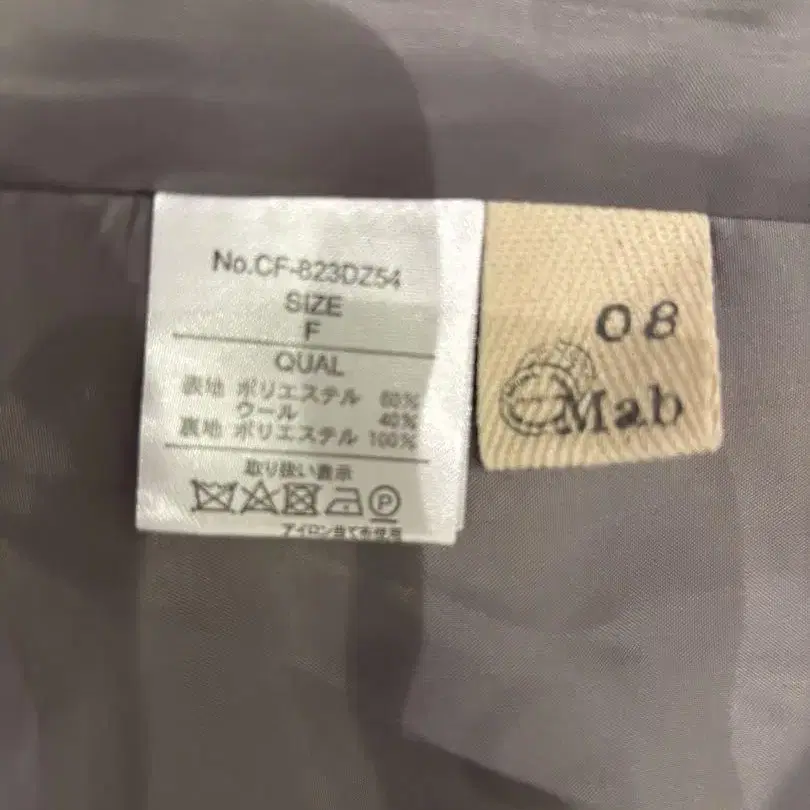 No.CF-823DZ54
SIZE
F
QUAL
表地 ポリエステル 60%
ウール 40%
裏地 ポリエステル 100%
取り扱い表示
P
アイロン当て布使用
08
Mab